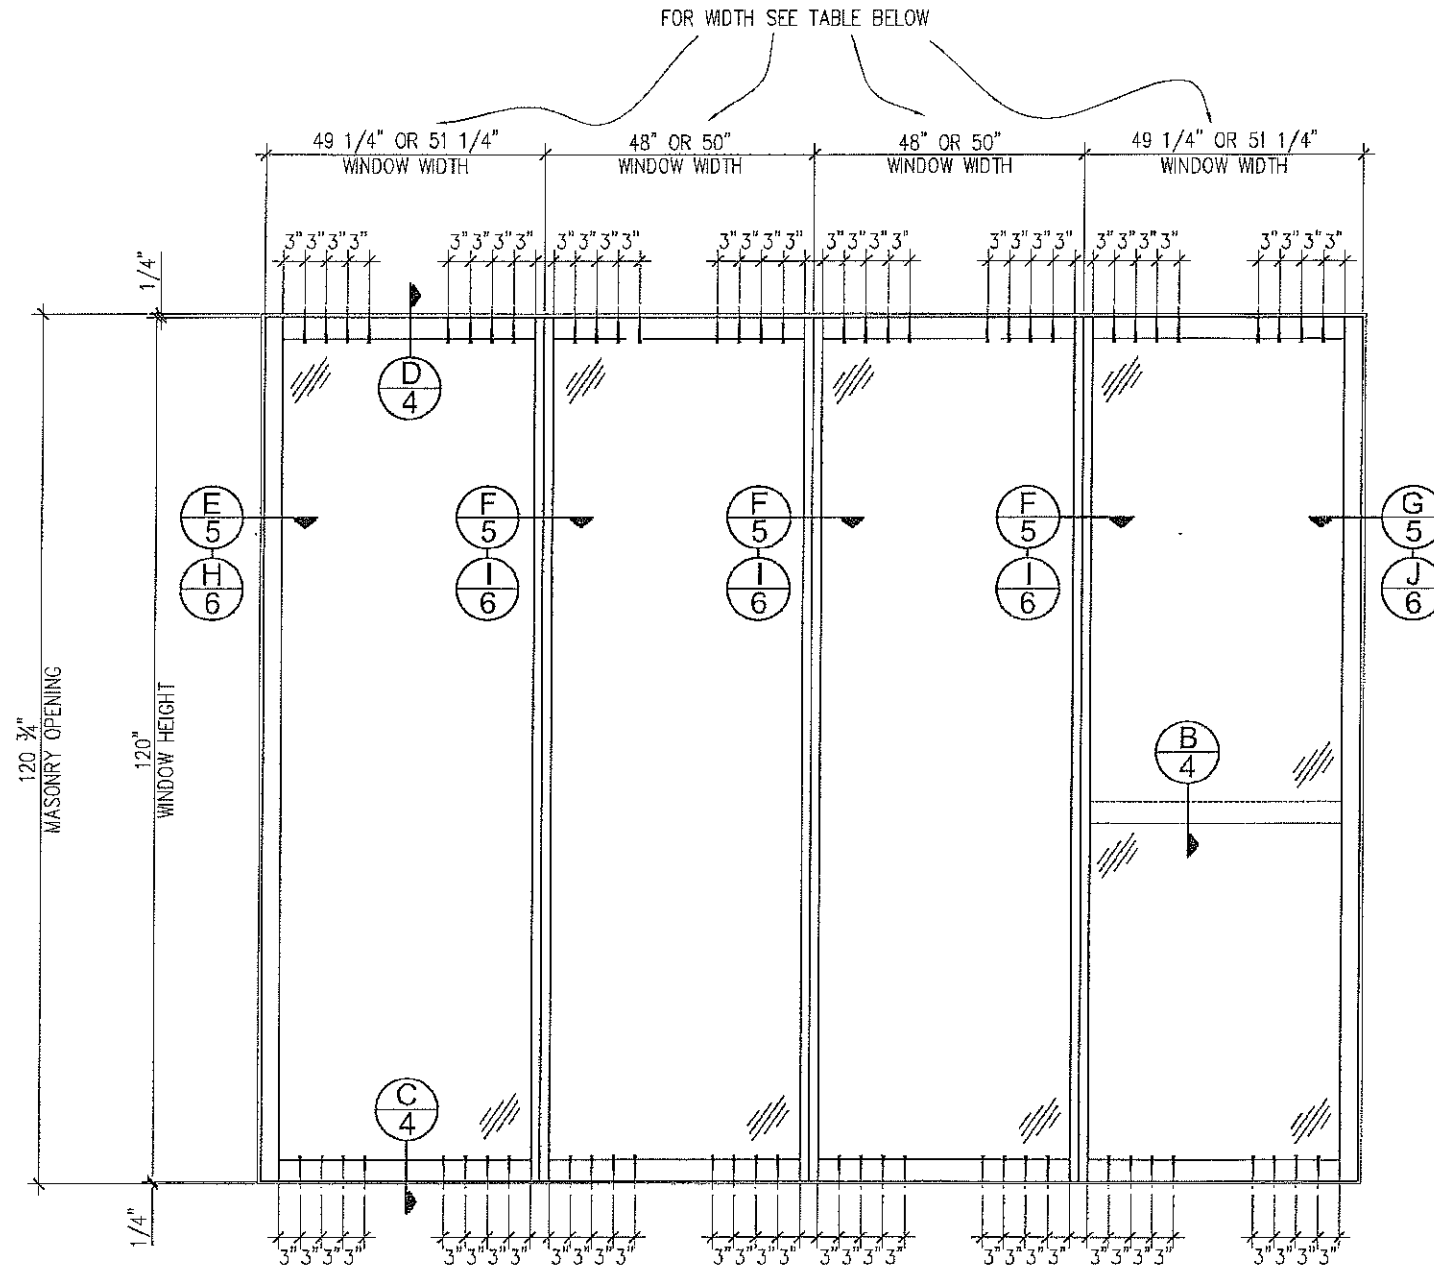 FOR WIDTH SEE TABLE BELOW
49 1/4" OR 51 1/4"
WINDOW WIDTH
48" OR 50"
WINDOW WIDTH
48" OR 50"
WINDOW WIDTH
49 1/4" OR 51 1/4"
WINDOW WIDTH
1/4"
3" 3" 3" 3" 3" 3" 3" 3" 3" 3" 3" 3" 3" 3" 3" 3" 3" 3" 3" 3" 3" 3" 3" 3" 3" 3" 3" 3" 3" 3" 3" 3"
D
4
E
5
H
6
F
5
I
6
F
5
I
6
F
5
I
6
G
5
J
6
120 3/4"
MASONRY OPENING
120"
WINDOW HEIGHT
B
4
C
4
1/4"
3" 3" 3" 3" 3" 3" 3" 3" 3" 3" 3" 3" 3" 3" 3" 3" 3" 3" 3" 3" 3" 3" 3" 3" 3" 3" 3" 3" 3" 3" 3" 3"